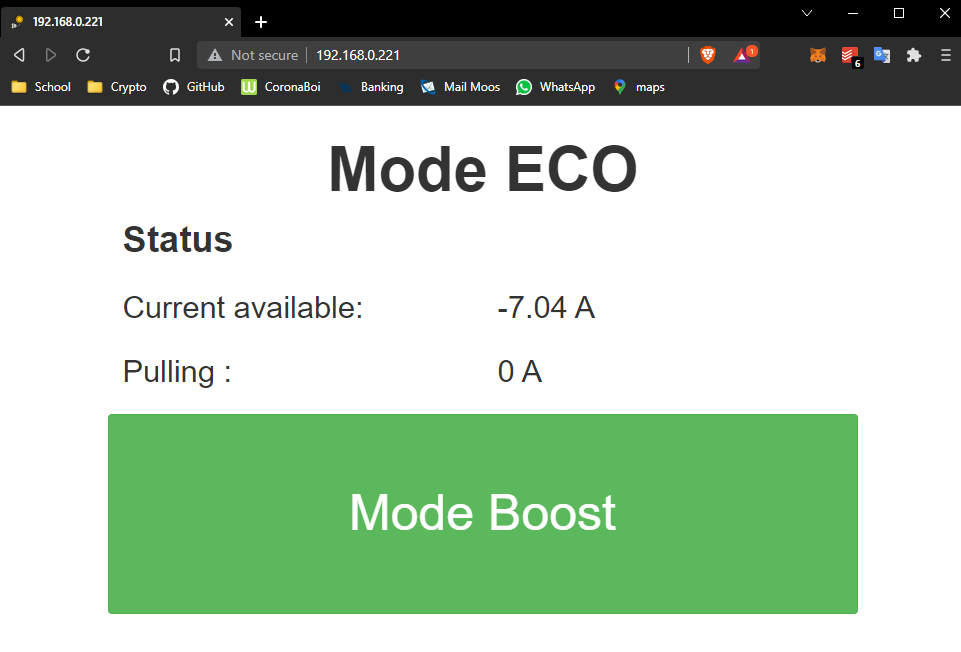 192.168.0.221
Not secure 192.168.0.221 1 6
School Crypto GitHub CoronaBoi Banking Mail Moos WhatsApp maps
Mode ECO
Status
Current available: -7.04 A
Pulling : 0 A
Mode Boost